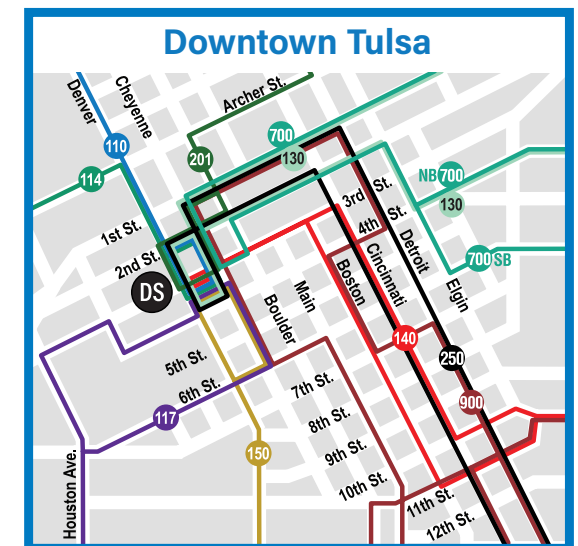 Downtown Tulsa
Denver
Cheyenne
Archer St.
110
700
130
201
114
NB 700
130
3rd St.
4th St.
1st St.
2nd St.
DS
700 SB
Detroit
Cincinnati
Elgin
Boston
Main
Boulder
140
250
5th St.
6th St.
7th St.
900
117
8th St.
150
9th St.
10th St.
Houston Ave.
11th St.
12th St.